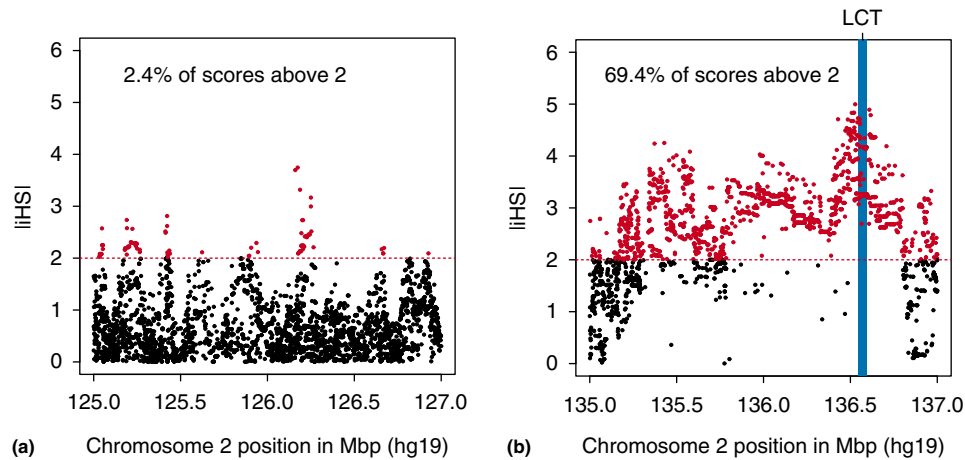 LCT
2.4% of scores above 2
69.4% of scores above 2
|iHS|
6
5
4
3
2
1
0
125.0 125.5 126.0 126.5 127.0
(a) Chromosome 2 position in Mbp (hg19)
|iHS|
6
5
4
3
2
1
0
135.0 135.5 136.0 136.5 137.0
(b) Chromosome 2 position in Mbp (hg19)